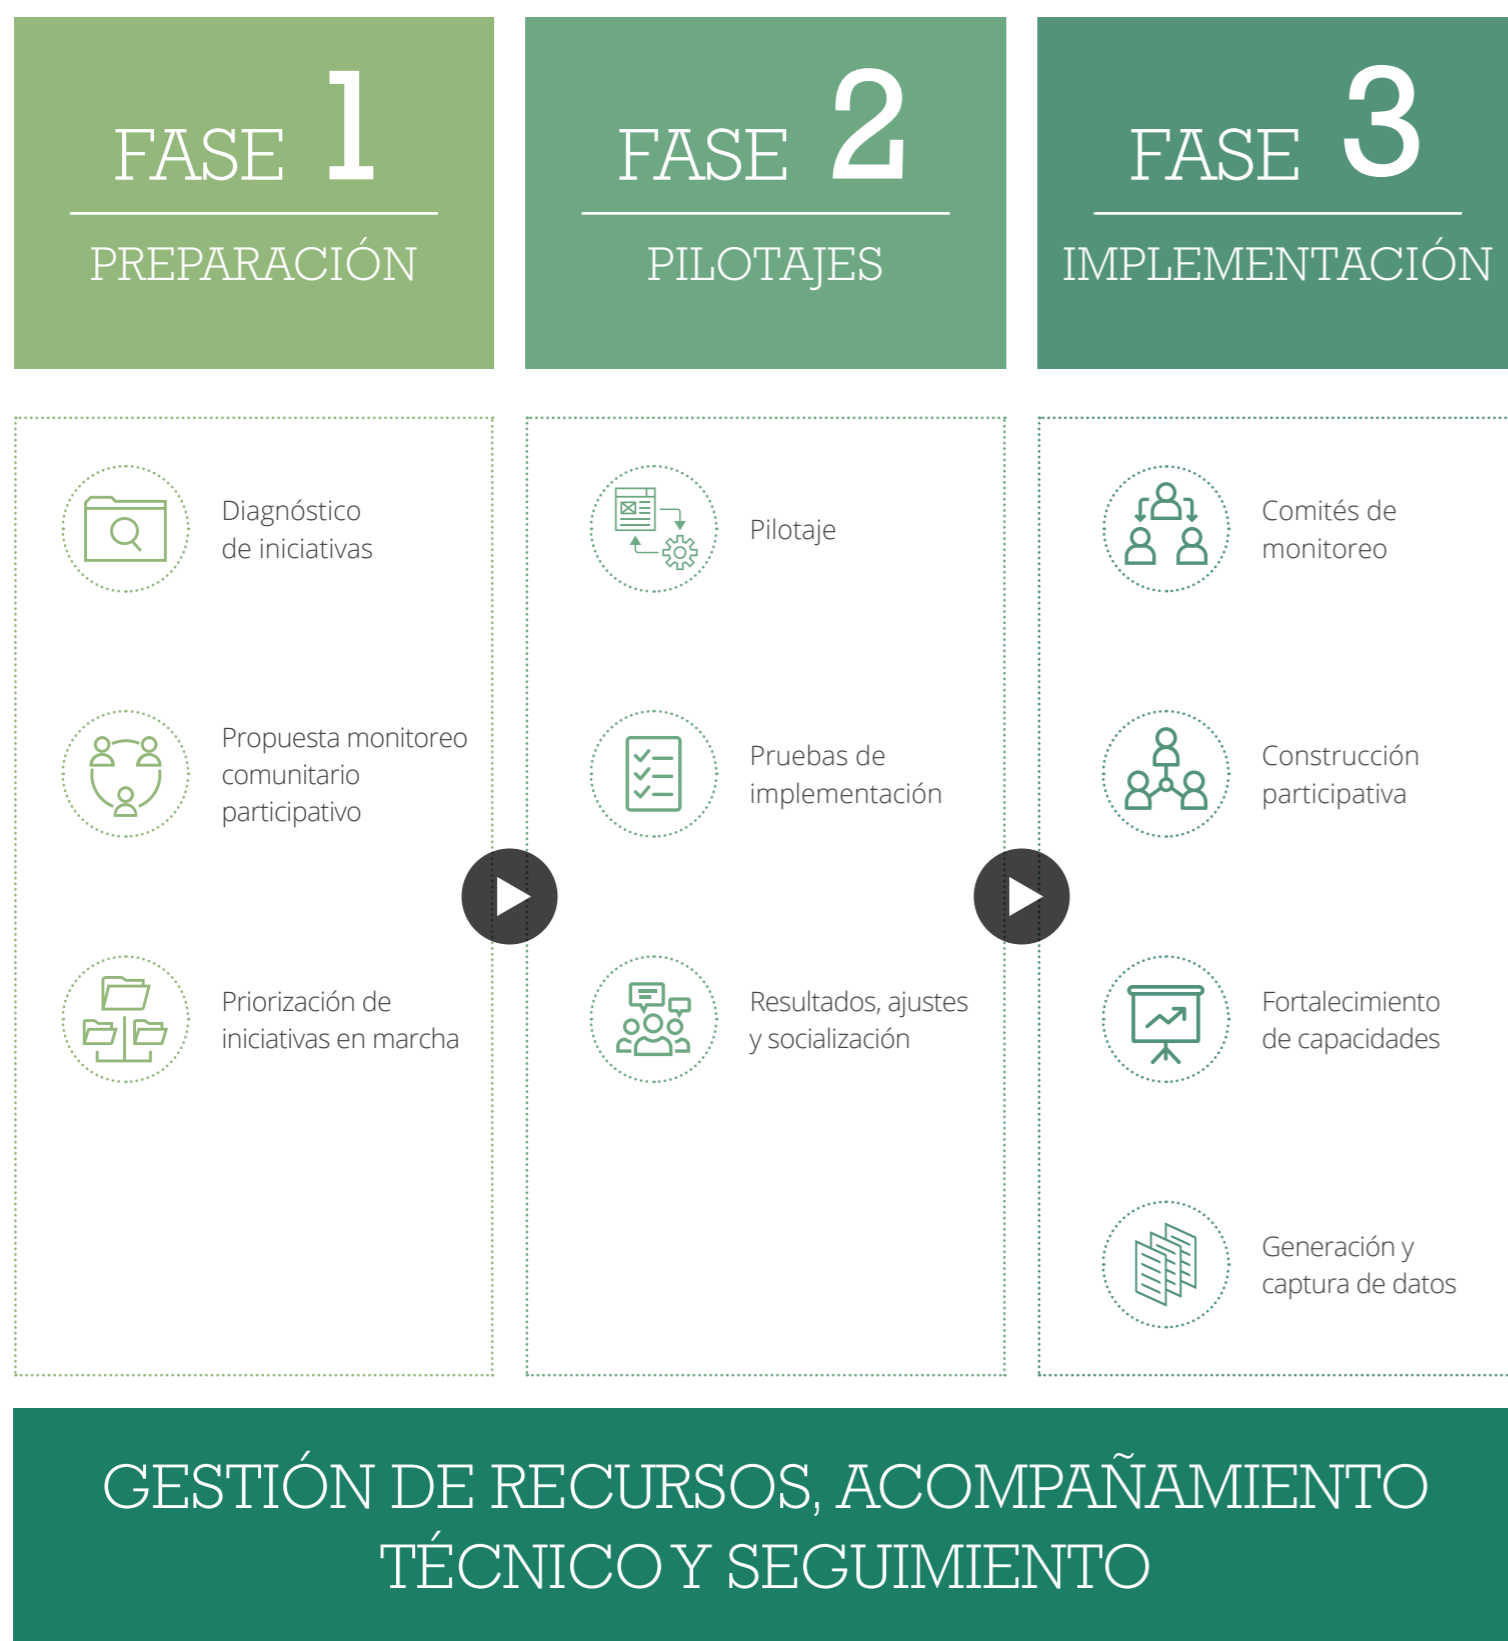 FASE 1
PREPARACIÓN
Diagnóstico
de iniciativas
Propuesta monitoreo
comunitario
participativo
Priorización de
iniciativas en marcha
FASE 2
PILOTAJES
Pilotaje
Pruebas de
implementación
Resultados, ajustes
y socialización
FASE 3
IMPLEMENTACIÓN
Comités de
monitoreo
Construcción
participativa
Fortalecimiento
de capacidades
Generación y
captura de datos
GESTIÓN DE RECURSOS, ACOMPAÑAMIENTO
TÉCNICO Y SEGUIMIENTO